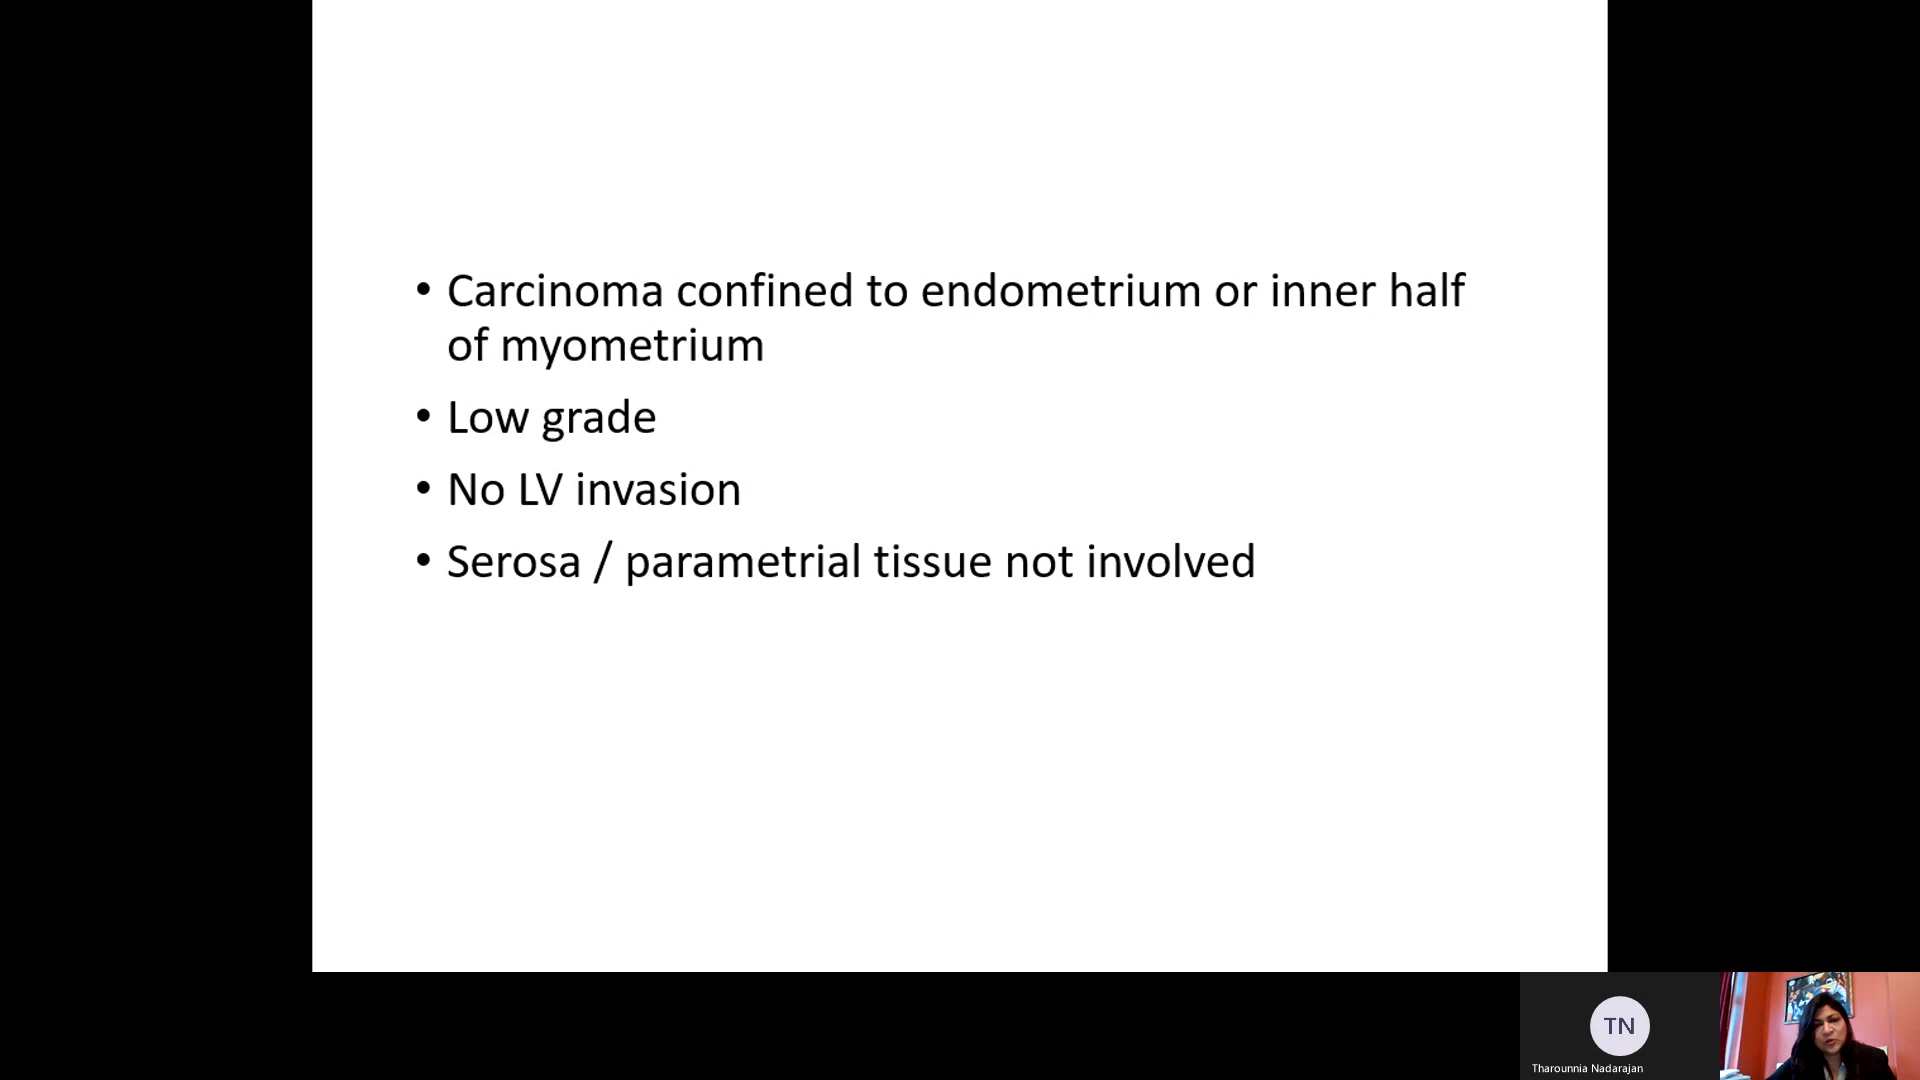 • Carcinoma confined to endometrium or inner half
of myometrium
• Low grade
• No LV invasion
• Serosa / parametrial tissue not involved
TN
Tharounnia Nadarajan